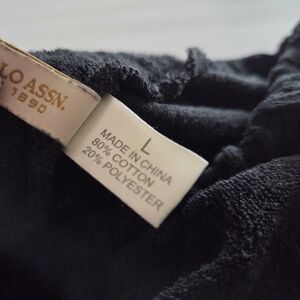 LO ASSN.
1890
L
MADE IN CHINA
80% COTTON
20% POLYESTER